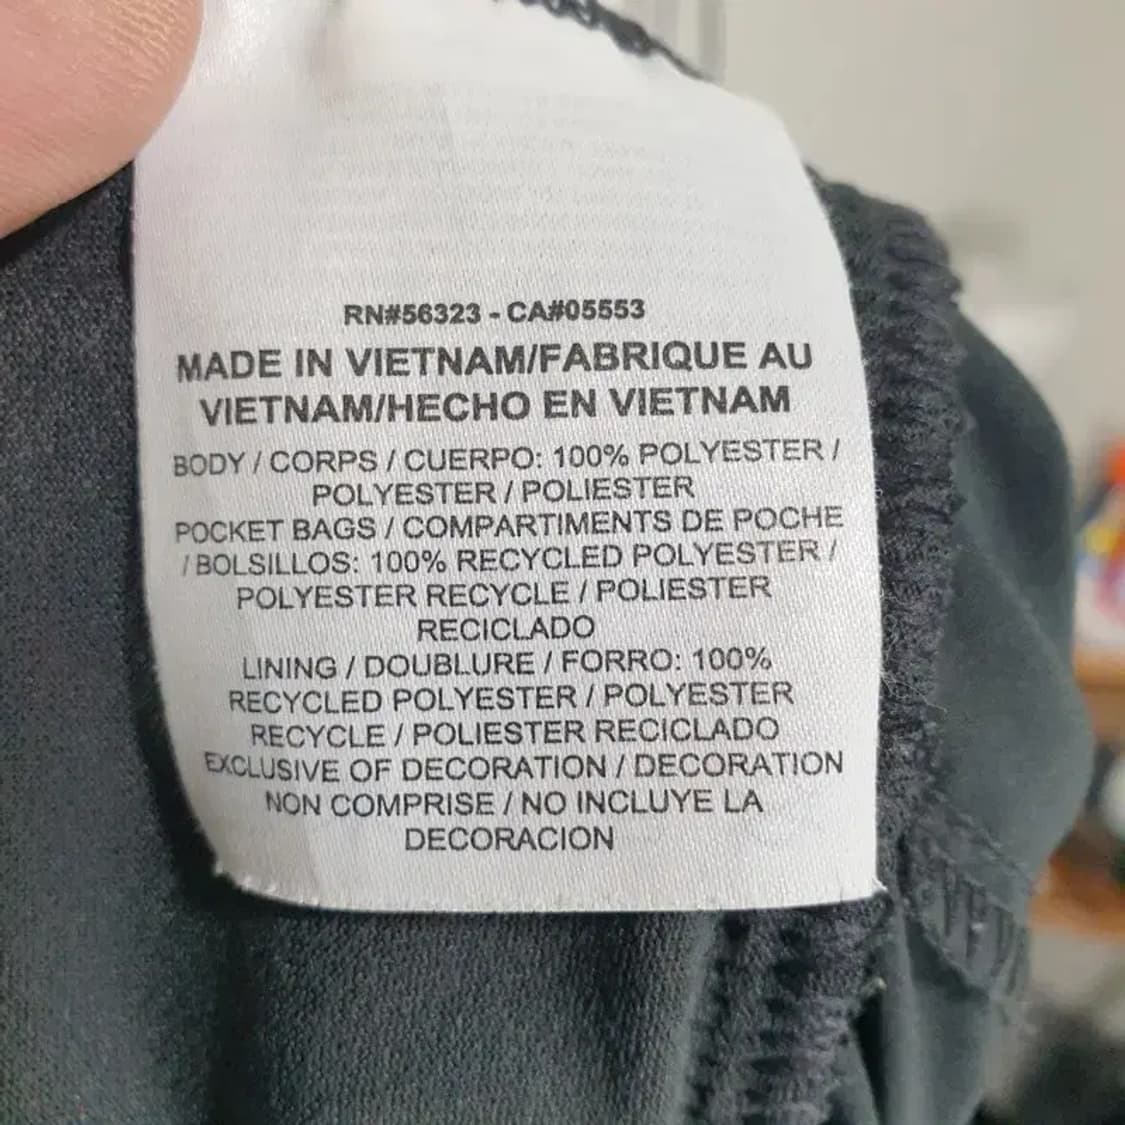 RN#56323 - CA#05553
MADE IN VIETNAM/FABRIQUE AU
VIETNAM/HECHO EN VIETNAM
BODY / CORPS / CUERPO: 100% POLYESTER /
POLYESTER / POLIESTER
POCKET BAGS / COMPARTIMENTS DE POCHE
/ BOLSILLOS: 100% RECYCLED POLYESTER /
POLYESTER RECYCLE / POLIESTER
RECICLADO
LINING / DOUBLURE / FORRO: 100%
RECYCLED POLYESTER / POLYESTER
RECYCLE / POLIESTER RECICLADO
EXCLUSIVE OF DECORATION / DECORATION
NON COMPRISE / NO INCLUYE LA
DECORACION